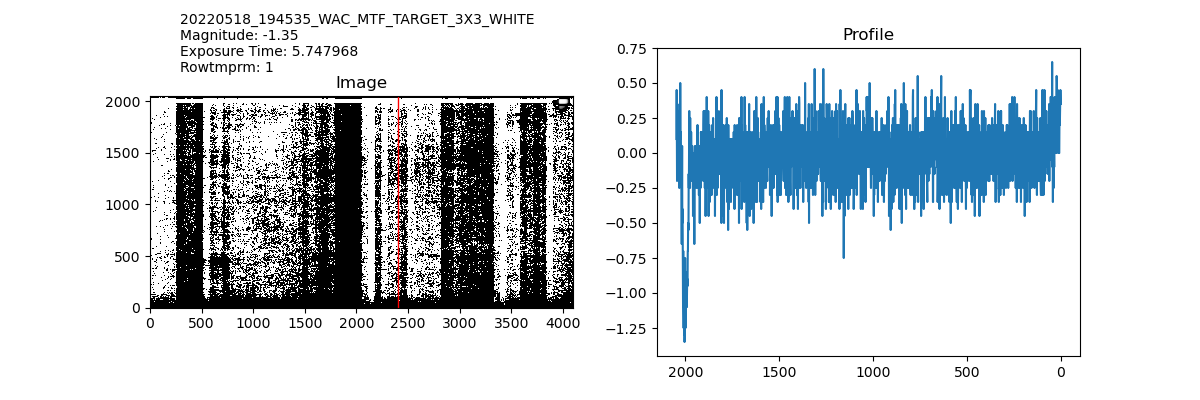 20220518_194535_WAC_MTF_TARGET_3X3_WHITE
Magnitude: -1.35
Exposure Time: 5.747968
Rowtmprm: 1
Image
2000
1500
1000
500
0
0 500 1000 1500 2000 2500 3000 3500 4000
Profile
0.75
0.50
0.25
0.00
−0.25
−0.50
−0.75
−1.00
−1.25
2000 1500 1000 500 0